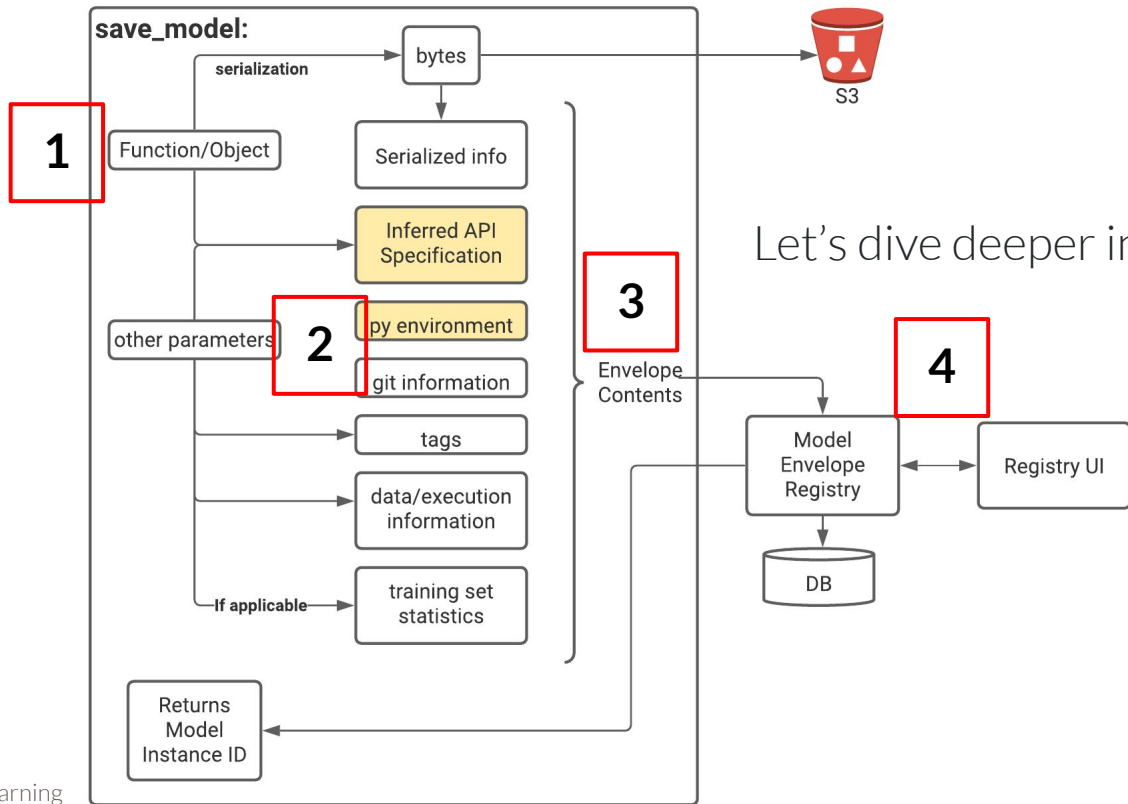 save_model:
serialization
bytes
S3
1
Function/Object
Serialized info
Inferred API
Specification
Let's dive deeper in
3
2
other parameters
py environment
git information
Envelope
Contents
4
tags
Model
Envelope
Registry
Registry UI
data/execution
information
DB
If applicable
training set
statistics
Returns
Model
Instance ID
arning